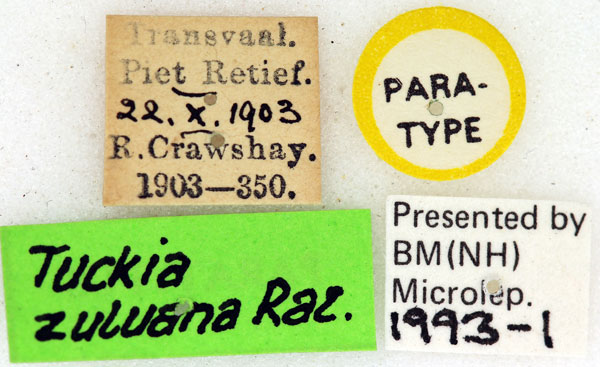 Transvaal.
Piet Retief.
22.X.1903
R.Crawshay.
1903—350.
PARA-
TYPE
Tuckia
zuluana Raz.
Presented by
BM(NH)
Microlep.
1993-1